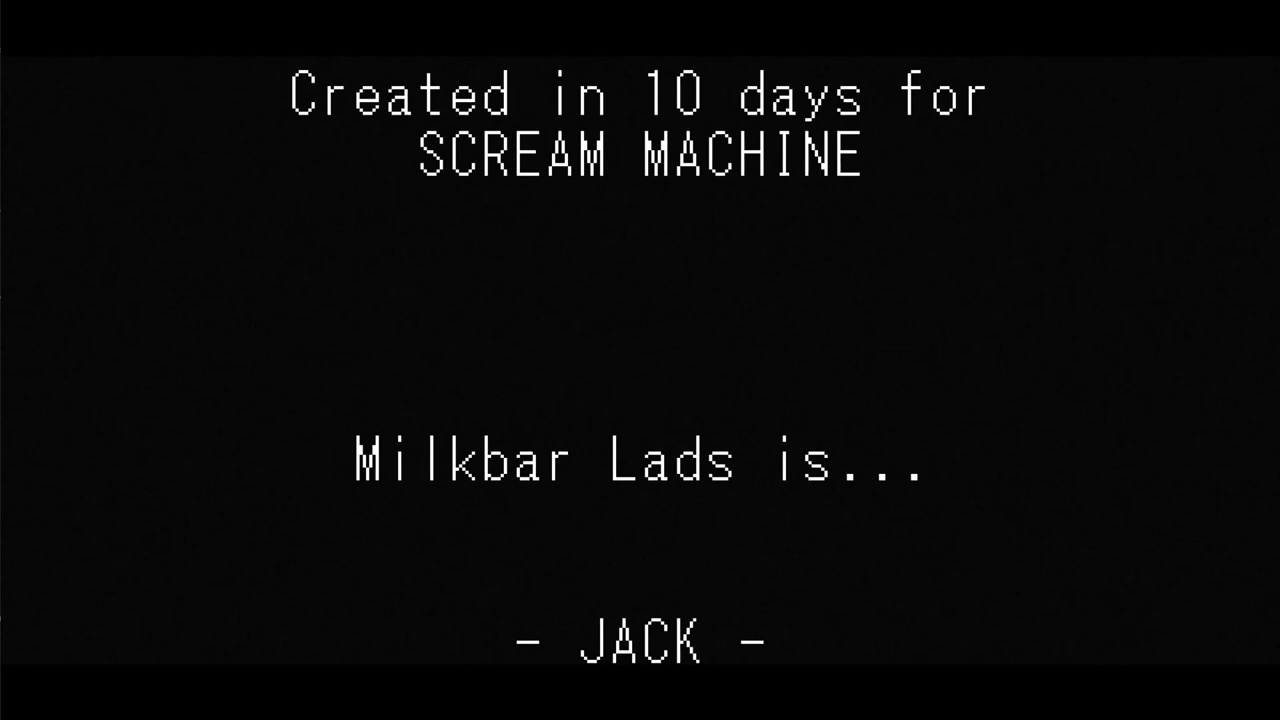 Created in 10 days for
SCREAM MACHINE
Milkbar Lads is...
- JACK -